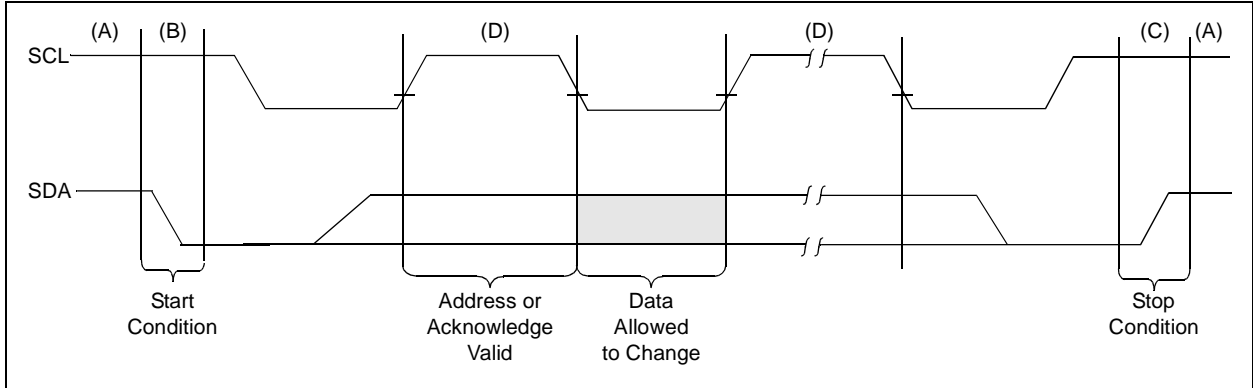 (A) (B) (D) (D) (C) (A)
SCL
SDA
Start
Condition
Address or
Acknowledge
Valid
Data
Allowed
to Change
Stop
Condition